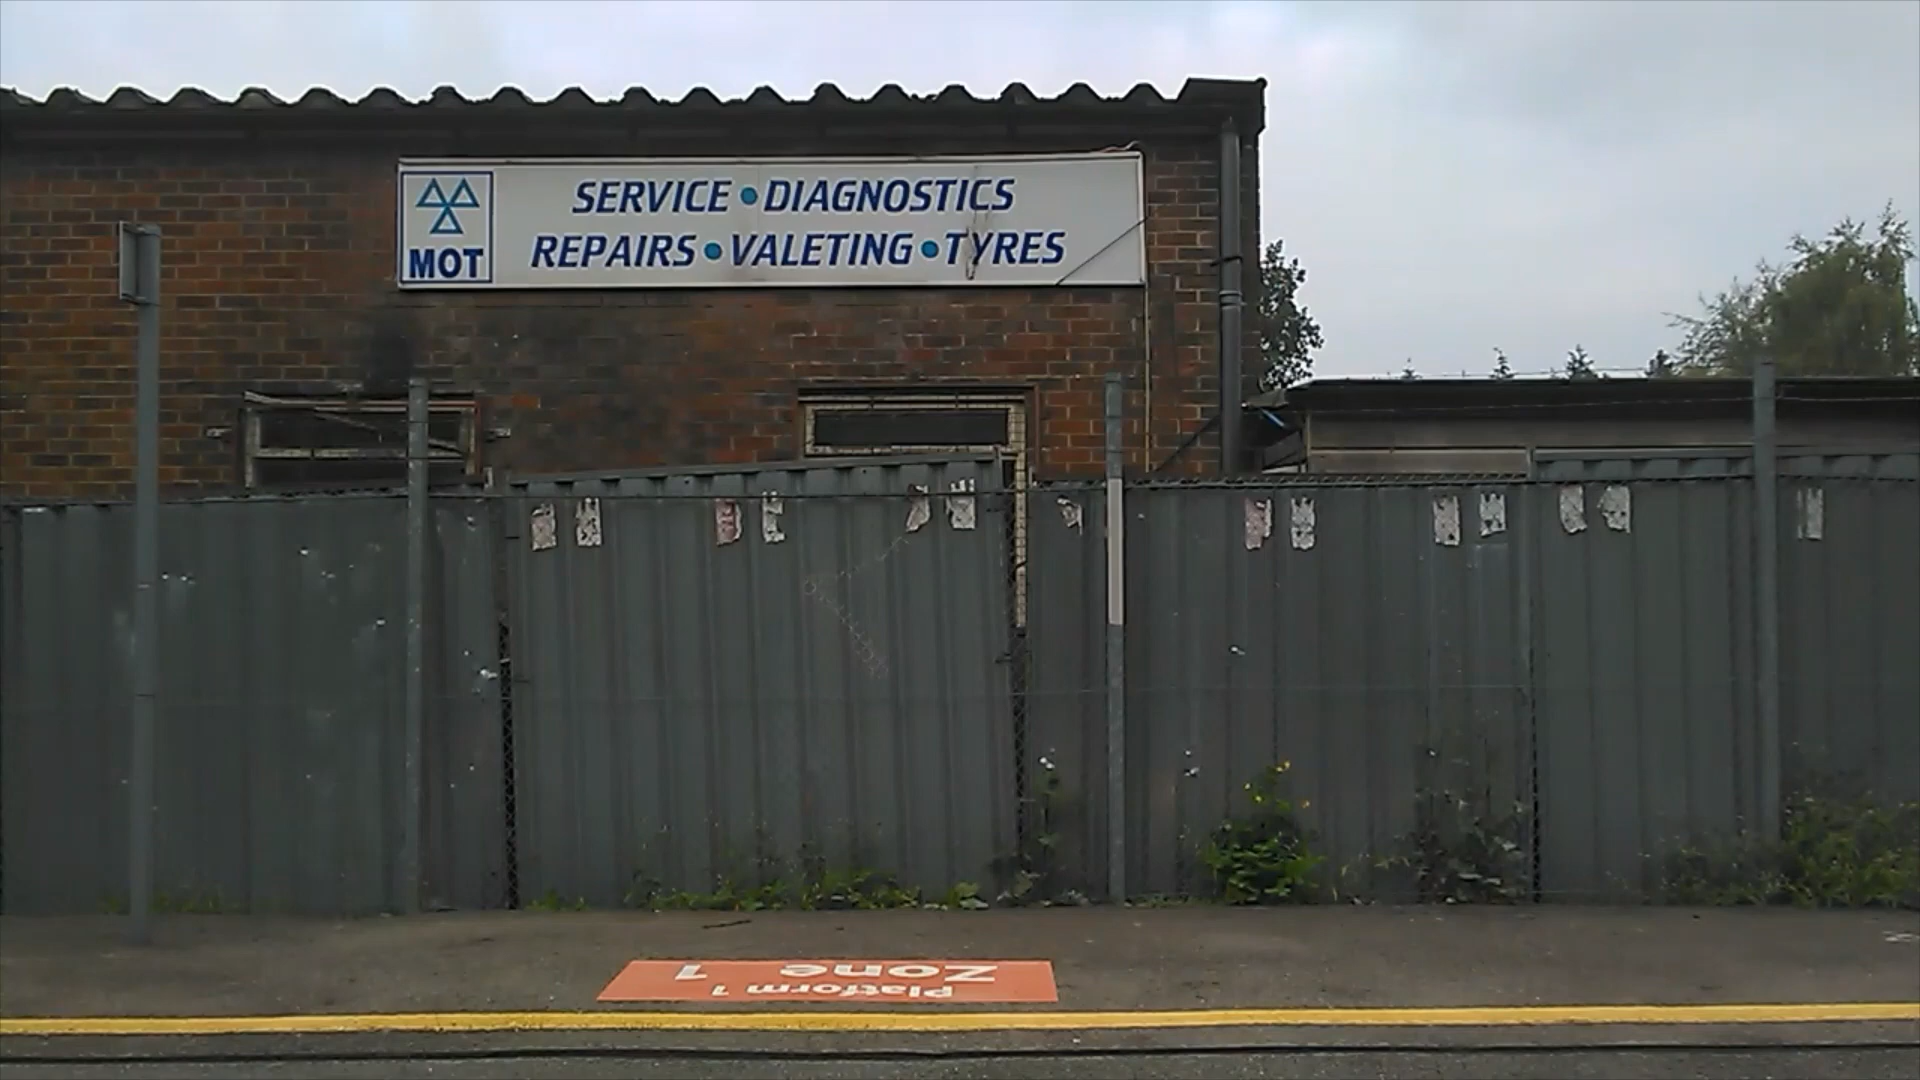 SERVICE • DIAGNOSTICS
REPAIRS • VALETING • TYRES
MOT
Platform 1
Zone 1